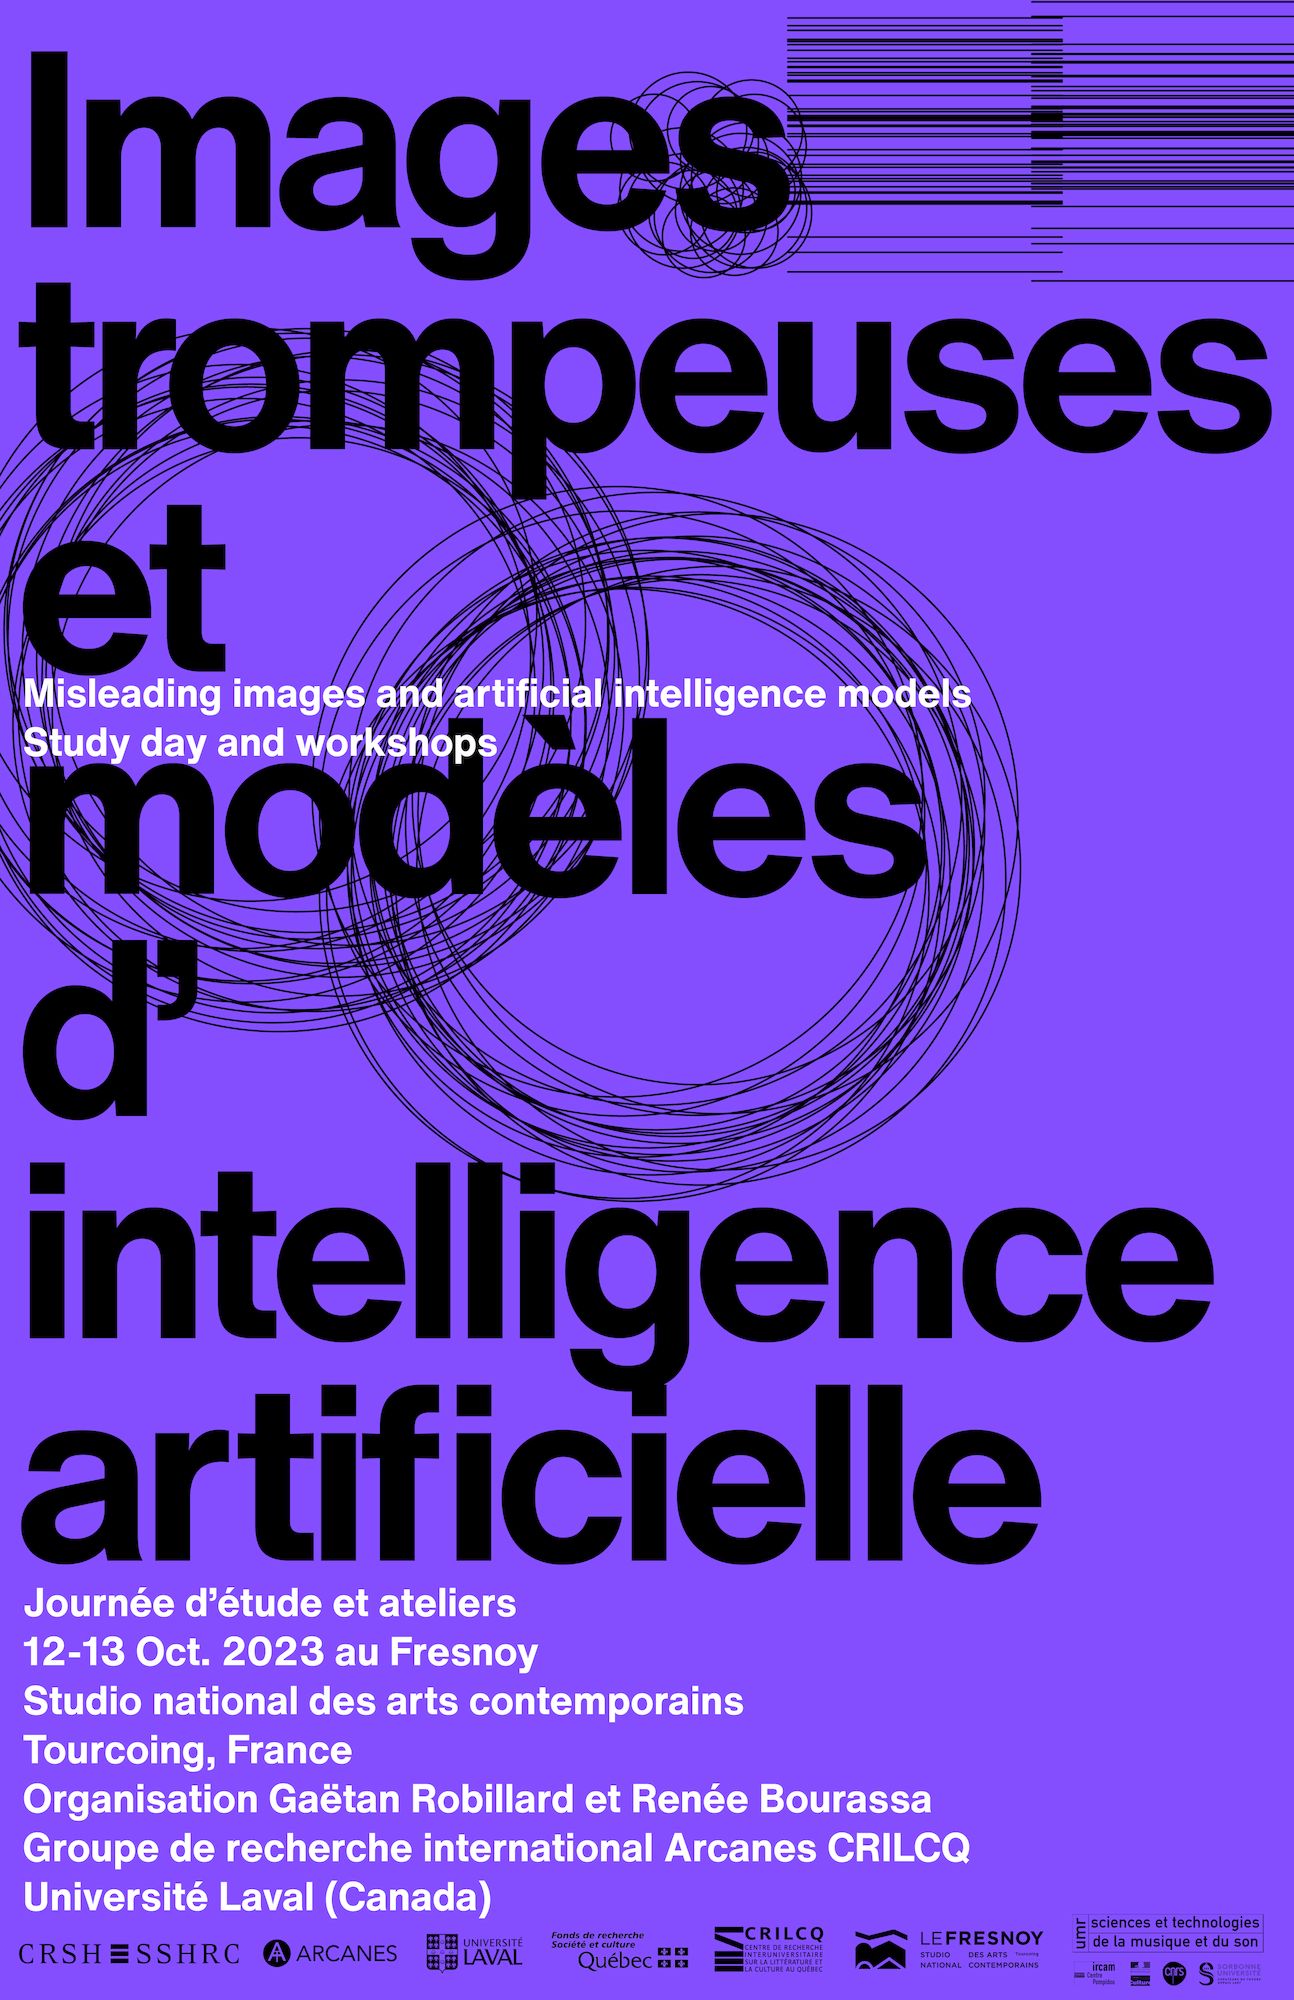 Images
trompeuses
et
Misleading images and artificial intelligence models
Study day and workshops
modèles
d’
intelligence
artificielle
Journée d’étude et ateliers
12-13 Oct. 2023 au Fresnoy
Studio national des arts contemporains
Tourcoing, France
Organisation Gaëtan Robillard et Renée Bourassa
Groupe de recherche international Arcanes CRILCQ
Université Laval (Canada)
CRSH SSHRC
ARCANES
UNIVERSITÉ
LAVAL
Fonds de recherche
Société et culture
Québec
CRILCQ
CENTRE DE RECHERCHE
INTERUNIVERSITAIRE
SUR LA LITTÉRATURE ET
LA CULTURE AU QUÉBEC
LEFRESNOY
STUDIO DES ARTS Tourcoing
NATIONAL CONTEMPORAINS
umr
sciences et technologies
de la musique et du son
ircam
Centre
Pompidou
cnrs
SORBONNE
UNIVERSITÉ